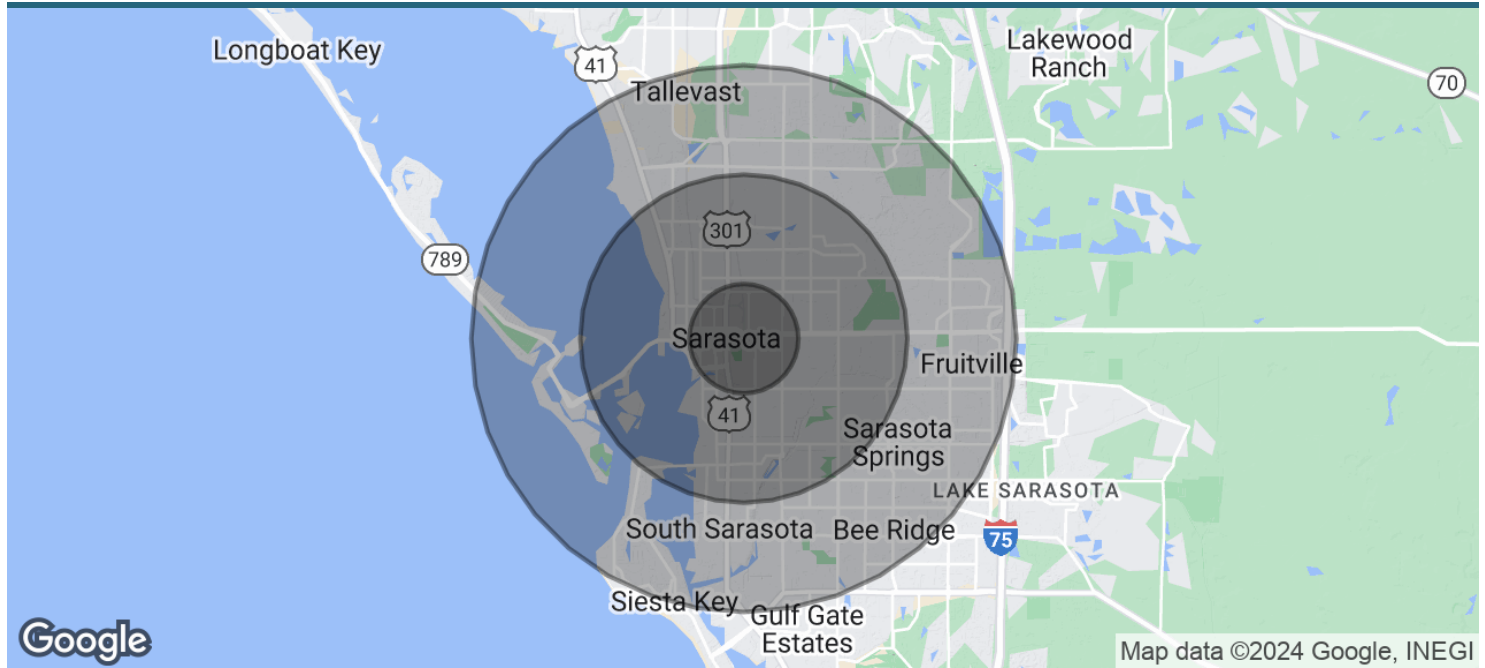 Longboat Key
41
Lakewood
Ranch
70
Tallevast
301
789
Sarasota
Fruitville
41
Sarasota
Springs
LAKE SARASOTA
South Sarasota
Bee Ridge
75
Siesta Key
Gulf Gate
Estates
Google
Map data ©2024 Google, INEGI